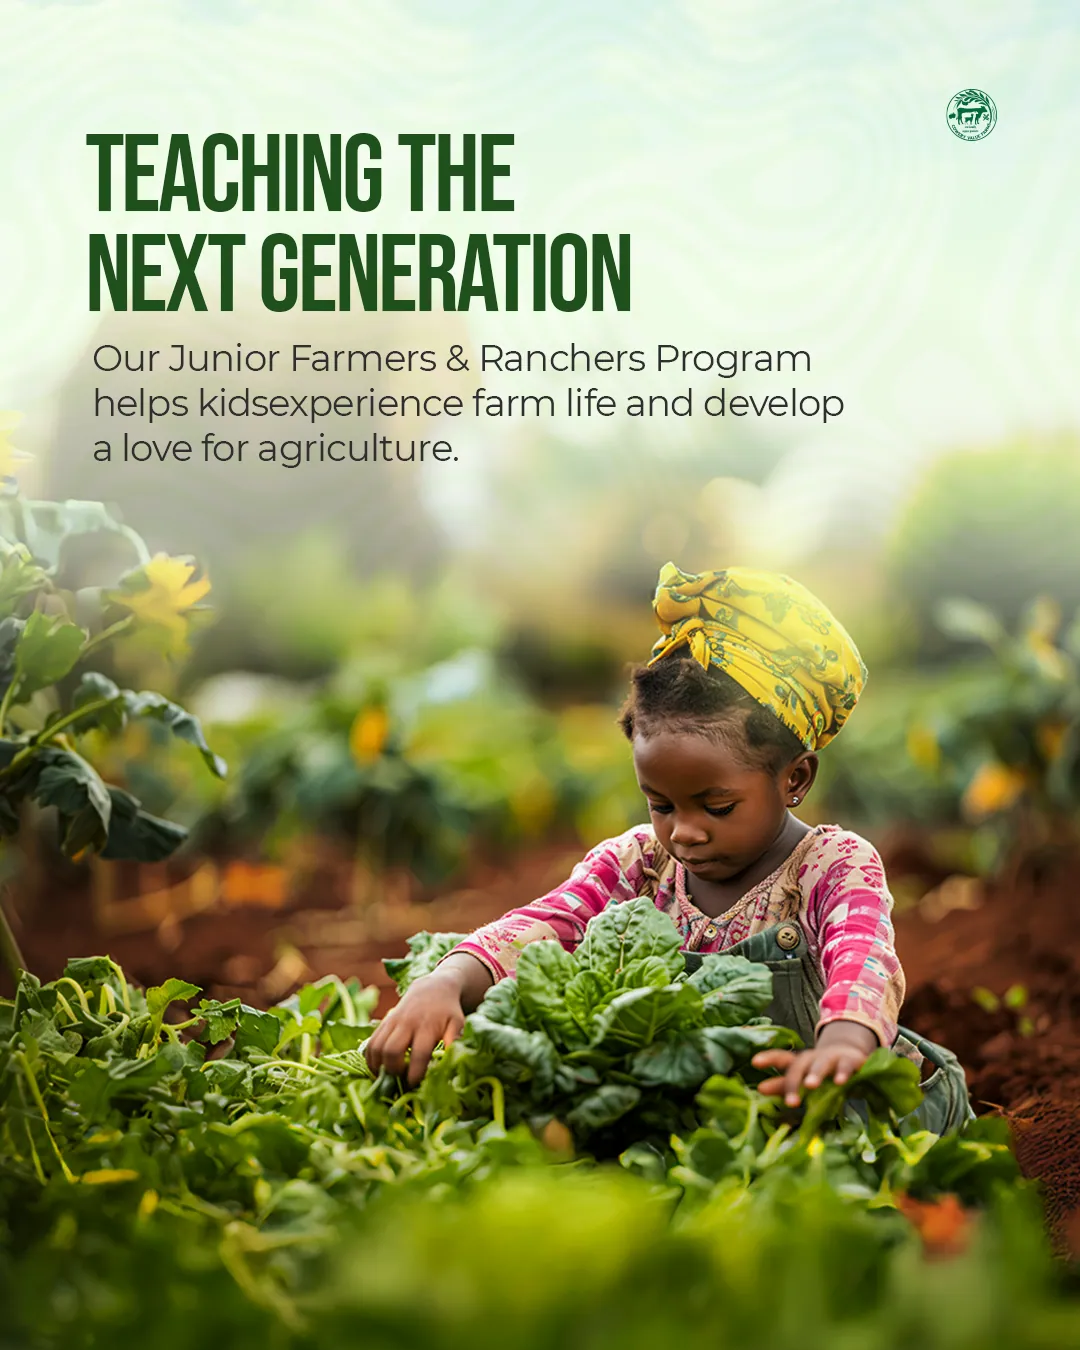 TEACHING THE
NEXT GENERATION
Our Junior Farmers & Ranchers Program
helps kidsexperience farm life and develop
a love for agriculture.